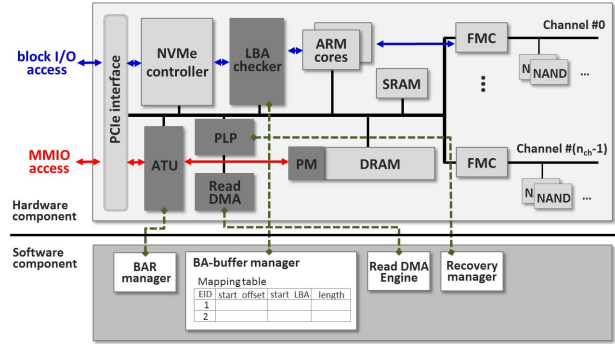 block I/O
access
MMIO
access
PCIe interface
NVMe
controller
LBA
checker
ARM
cores
SRAM
FMC
Channel #0
N
NAND
...
ATU
PLP
Read
DMA
PM
DRAM
FMC
Channel #(nch-1)
N
NAND
...
Hardware
component
Software
component
BAR
manager
BA-buffer manager
Mapping table
EID start offset start LBA length
1
2
Read DMA
Engine
Recovery
manager